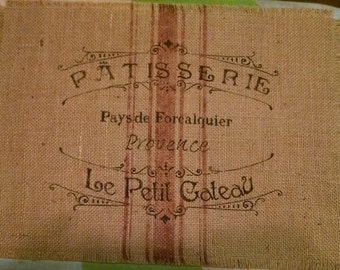 PÂTISSERIE
Pays de Forcalquier
Provence
Le Petit Gateau